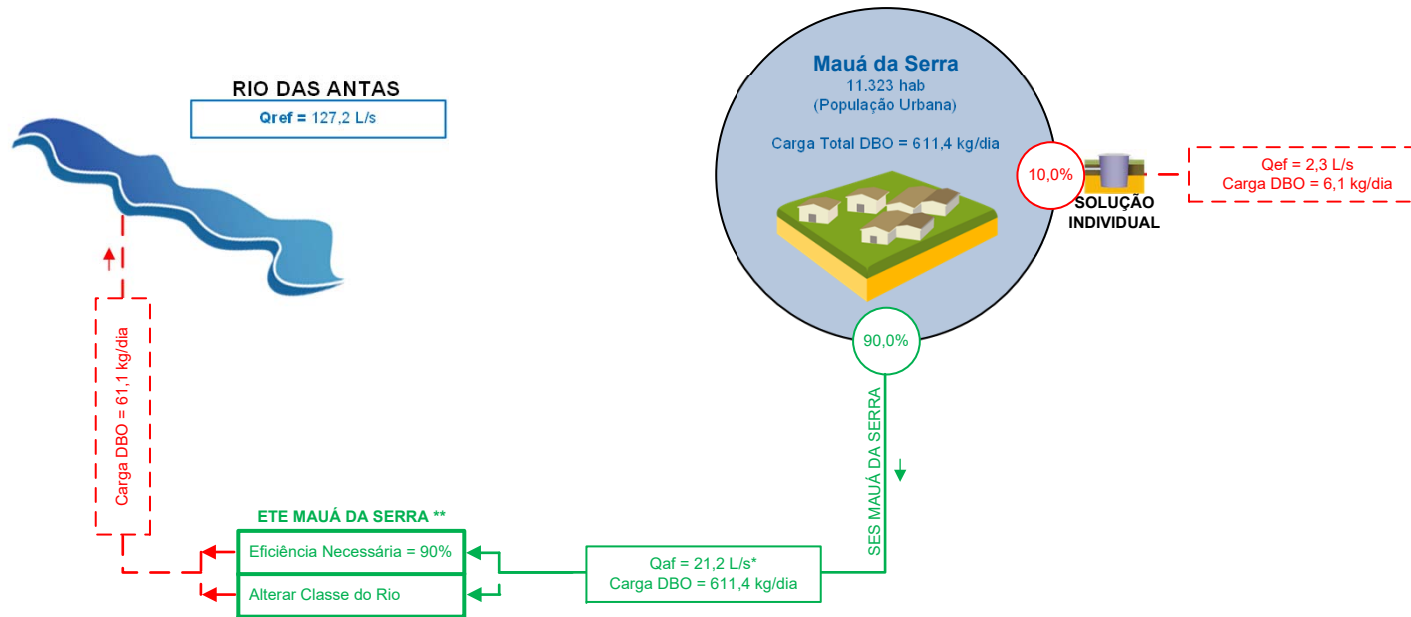 RIO DAS ANTAS
Qref = 127,2 L/s
Mauá da Serra
11.323 hab
(População Urbana)
Carga Total DBO = 611,4 kg/dia
10,0%
SOLUÇÃO
INDIVIDUAL
Qef = 2,3 L/s
Carga DBO = 6,1 kg/dia
90,0%
SES MAUÁ DA SERRA
Qaf = 21,2 L/s*
Carga DBO = 611,4 kg/dia
ETE MAUÁ DA SERRA **
Eficiência Necessária = 90%
Alterar Classe do Rio
Carga DBO = 61,1 kg/dia